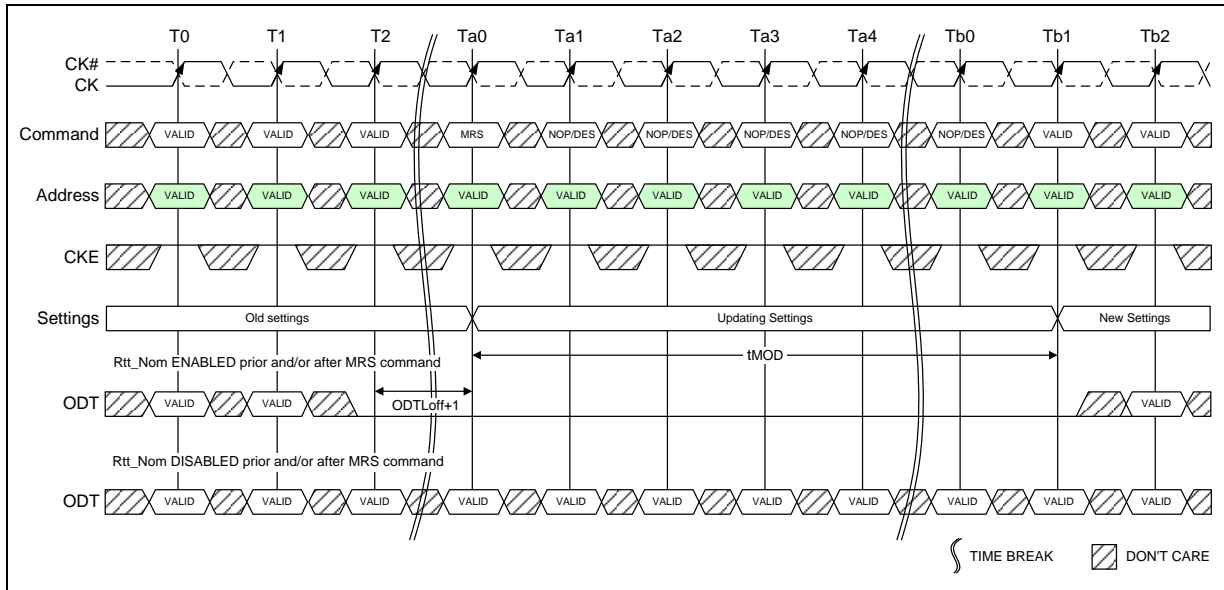 T0 T1 T2 Ta0 Ta1 Ta2 Ta3 Ta4 Tb0 Tb1 Tb2
CK#
CK
Command VALID VALID VALID MRS NOP/DES NOP/DES NOP/DES NOP/DES NOP/DES VALID VALID
Address VALID VALID VALID VALID VALID VALID VALID VALID VALID VALID VALID
CKE
Settings Old settings Updating Settings New Settings
tMOD
Rtt_Nom ENABLED prior and/or after MRS command
ODTLoff+1
ODT VALID VALID VALID
Rtt_Nom DISABLED prior and/or after MRS command
ODT VALID VALID VALID VALID VALID VALID VALID VALID VALID VALID VALID
TIME BREAK DON'T CARE